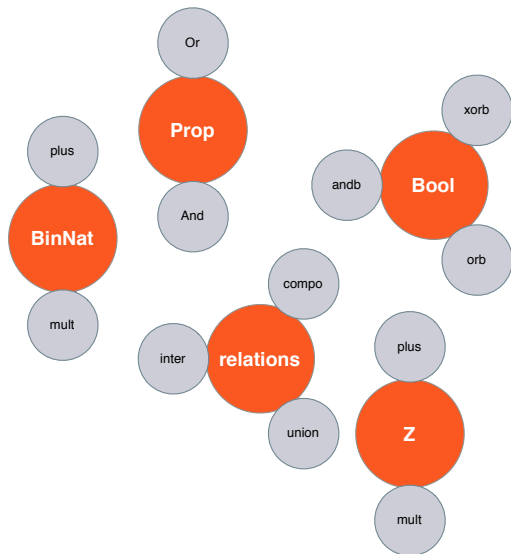 Or
xorb
Prop
plus
andb
Bool
And
BinNat
orb
compo
mult
plus
inter
relations
union
Z
mult